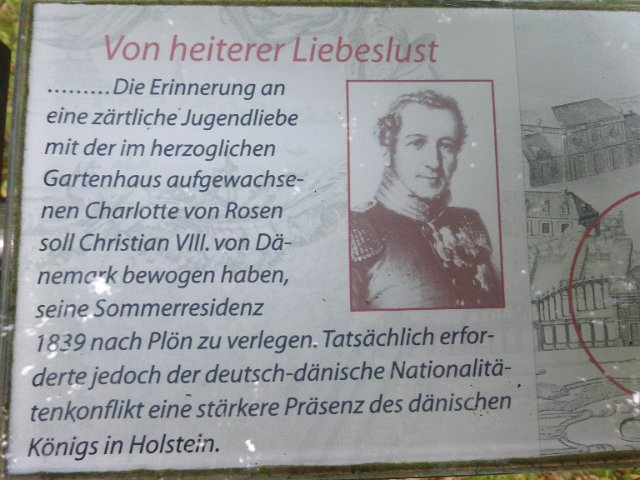 Von heiterer Liebeslust
.........Die Erinnerung an
eine zärtliche Jugendliebe
mit der im herzoglichen
Gartenhaus aufgewachse-
nen Charlotte von Rosen
soll Christian VIII. von Dä-
nemark bewogen haben,
seine Sommerresidenz
1839 nach Plön zu verlegen. Tatsächlich erfor-
derte jedoch der deutsch-dänische Nationalitä-
tenkonflikt eine stärkere Präsenz des dänischen
Königs in Holstein.